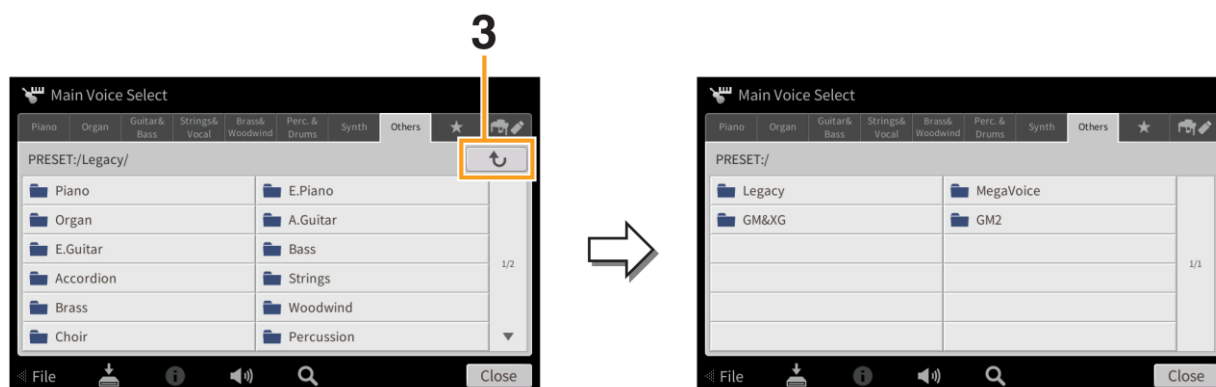 3
Main Voice Select
Piano Organ Guitar& Bass Strings& Vocal Brass& Woodwind Perc. & Drums Synth Others
PRESET:/Legacy/
Piano E.Piano
Organ A.Guitar
E.Guitar Bass
Accordion Strings
Brass Woodwind
Choir Percussion
1/2
File Close
Main Voice Select
Piano Organ Guitar& Bass Strings& Vocal Brass& Woodwind Perc. & Drums Synth Others
PRESET:/
Legacy MegaVoice
GM&XG GM2
1/1
File Close